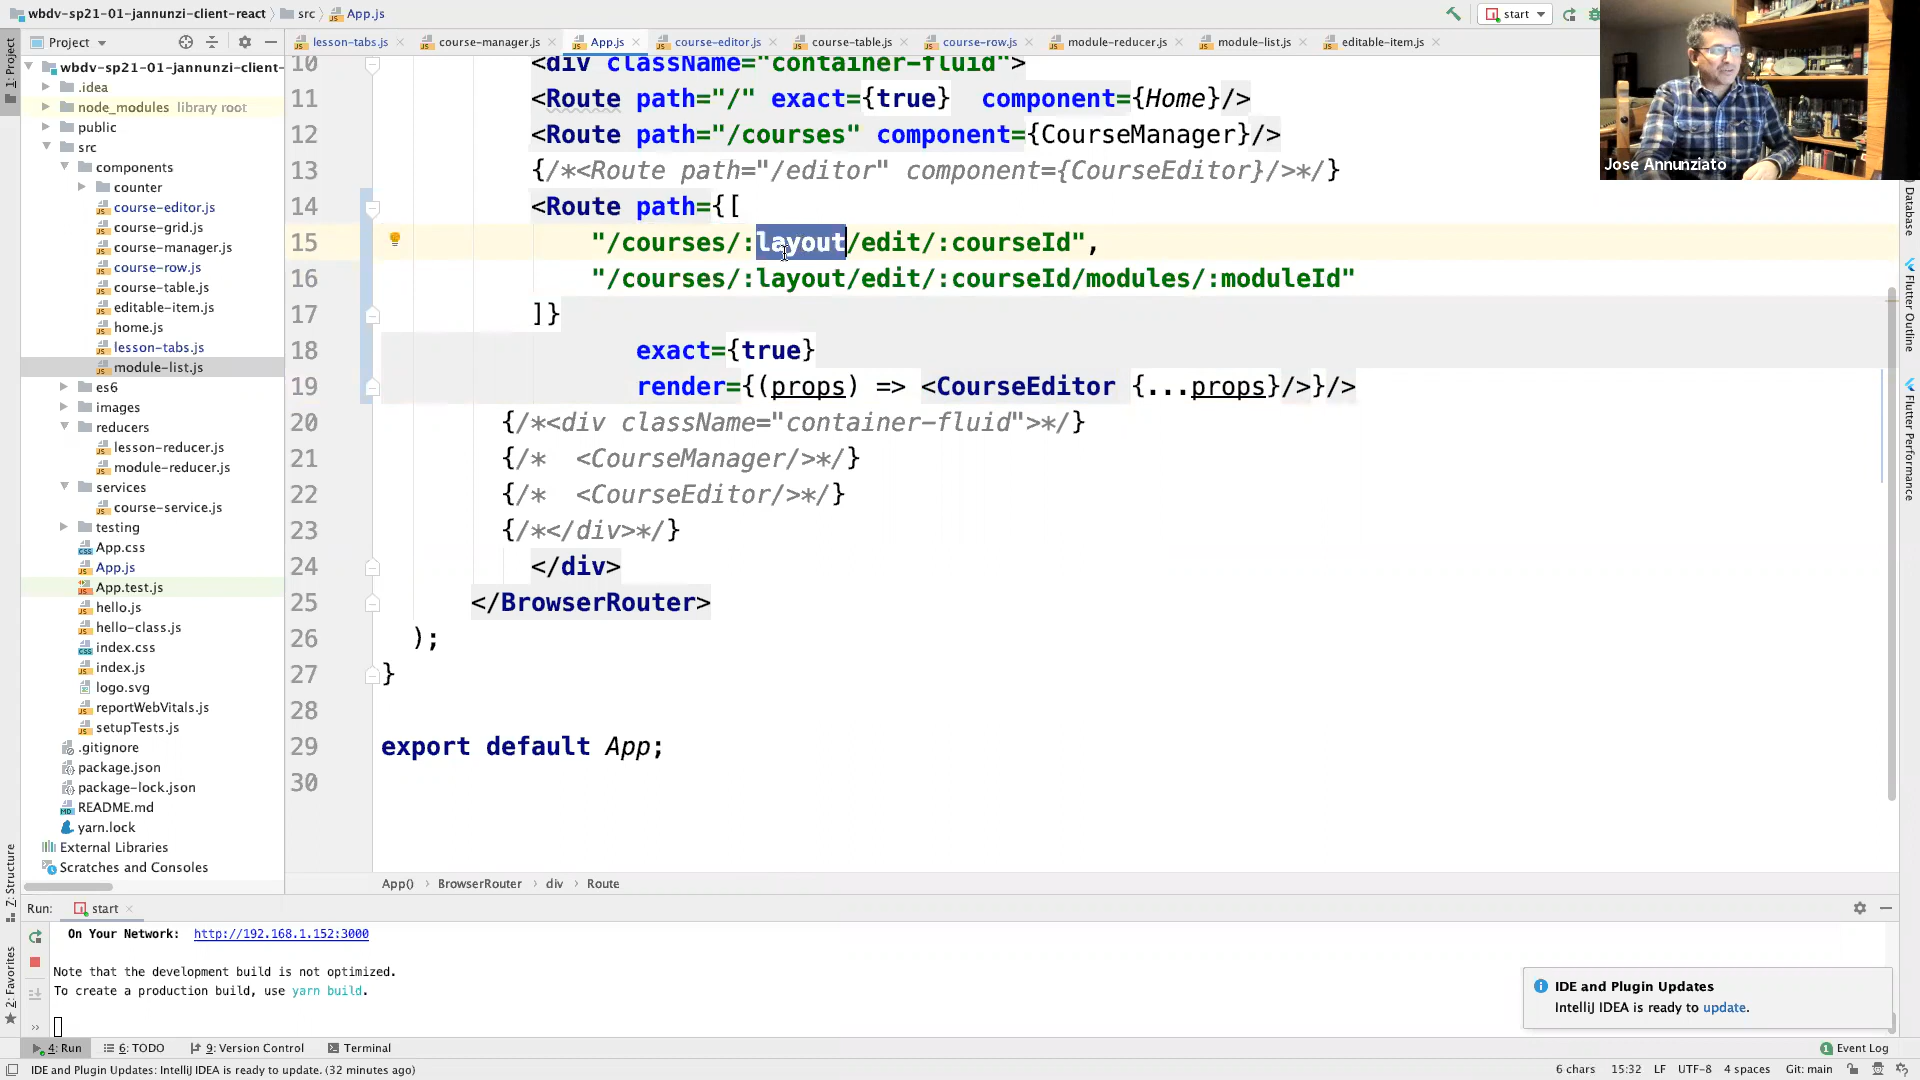 wbdv-sp21-01-jannunzi-client-react > src > App.js
start
Project
lesson-tabs.js
course-manager.js
App.js
course-editor.js
course-table.js
course-row.js
module-reducer.js
module-list.js
editable-item.js
1: Project
wbdv-sp21-01-jannunzi-client-
.idea
node_modules library root
public
src
components
counter
course-editor.js
course-grid.js
course-manager.js
course-row.js
course-table.js
editable-item.js
home.js
lesson-tabs.js
module-list.js
es6
images
reducers
lesson-reducer.js
module-reducer.js
services
course-service.js
testing
App.css
App.js
App.test.js
hello.js
hello-class.js
index.css
index.js
logo.svg
reportWebVitals.js
setupTests.js
.gitignore
package.json
package-lock.json
README.md
yarn.lock
External Libraries
Scratches and Consoles
10 <div className="container-fluid">
11 <Route path="/" exact={true} component={Home}/>
12 <Route path="/courses" component={CourseManager}/>
13 {/*<Route path="/editor" component={CourseEditor}/>*/}
14 <Route path={[
15 "/courses/:layout/edit/:courseId",
16 "/courses/:layout/edit/:courseId/modules/:moduleId"
17 ]}
18 exact={true}
19 render={(props) => <CourseEditor {...props}/>}/>
20 {/*<div className="container-fluid">*/}
21 {/* <CourseManager/>*/}
22 {/* <CourseEditor/>*/}
23 {/*</div>*/}
24 </div>
25 </BrowserRouter>
26 );
27 }
28
29 export default App;
30
Jose Annunziato
Database
Flutter Outline
Flutter Performance
App() > BrowserRouter > div > Route
Z: Structure
2: Favorites
Run: start
On Your Network: http://192.168.1.152:3000
Note that the development build is not optimized.
To create a production build, use yarn build.
IDE and Plugin Updates
IntelliJ IDEA is ready to update.
4: Run
6: TODO
9: Version Control
Terminal
1 Event Log
IDE and Plugin Updates: IntelliJ IDEA is ready to update. (32 minutes ago)
6 chars 15:32 LF UTF-8 4 spaces Git: main